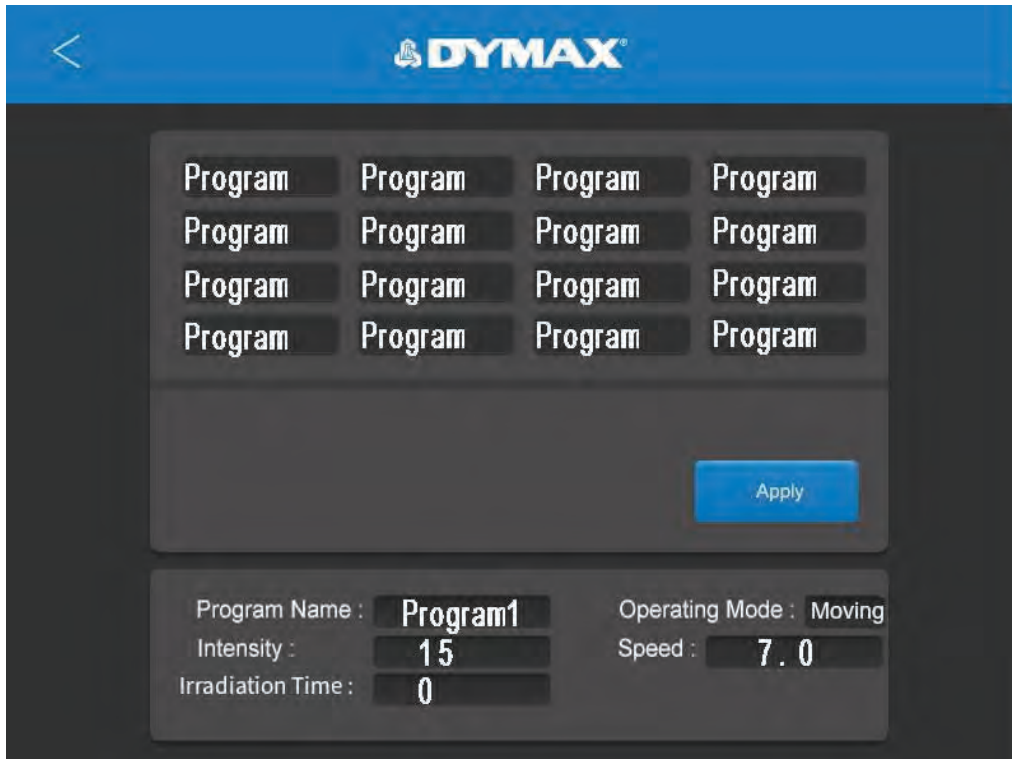 DYMAX®
Program Program Program Program
Program Program Program Program
Program Program Program Program
Program Program Program Program
Apply
Program Name : Program1 Operating Mode : Moving
Intensity : 15 Speed : 7.0
Irradiation Time : 0